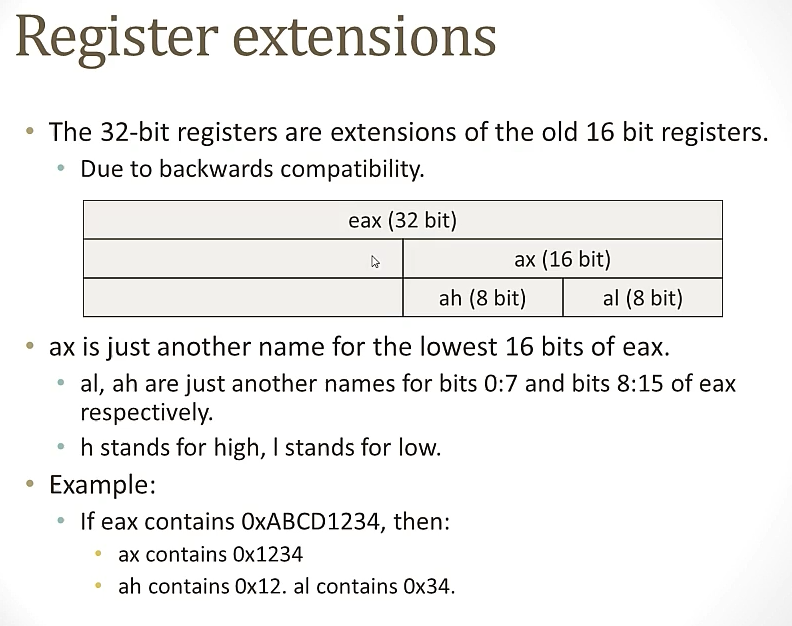 Register extensions
• The 32-bit registers are extensions of the old 16 bit registers.
• Due to backwards compatibility.
eax (32 bit)
ax (16 bit)
ah (8 bit) al (8 bit)
• ax is just another name for the lowest 16 bits of eax.
• al, ah are just another names for bits 0:7 and bits 8:15 of eax
respectively.
• h stands for high, l stands for low.
• Example:
• If eax contains 0xABCD1234, then:
• ax contains 0x1234
• ah contains 0x12. al contains 0x34.